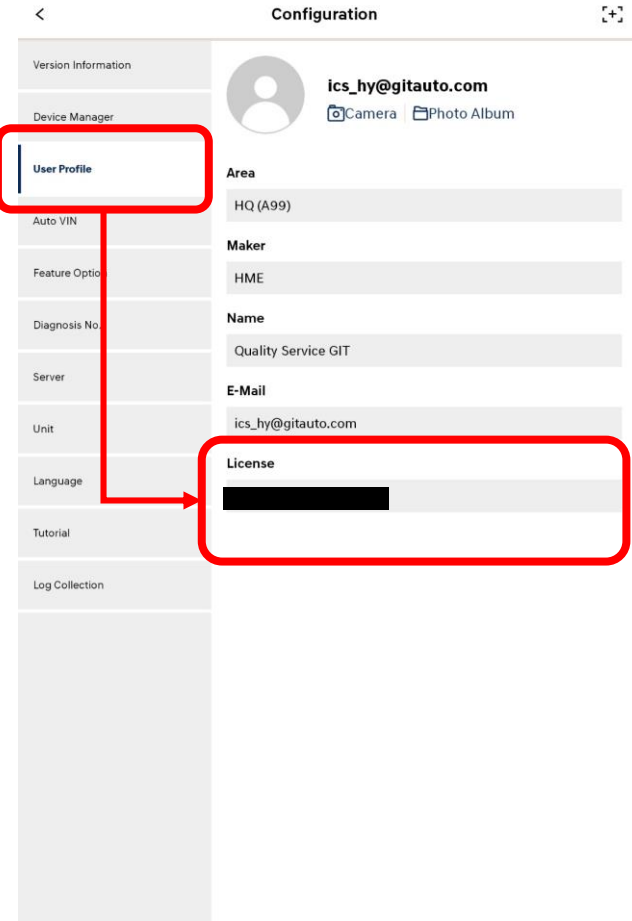 Configuration
Version Information
Device Manager
User Profile
Auto VIN
Feature Option
Diagnosis No.
Server
Unit
Language
Tutorial
Log Collection
ics_hy@gitauto.com
Camera
Photo Album
Area
HQ (A99)
Maker
HME
Name
Quality Service GIT
E-Mail
ics_hy@gitauto.com
License